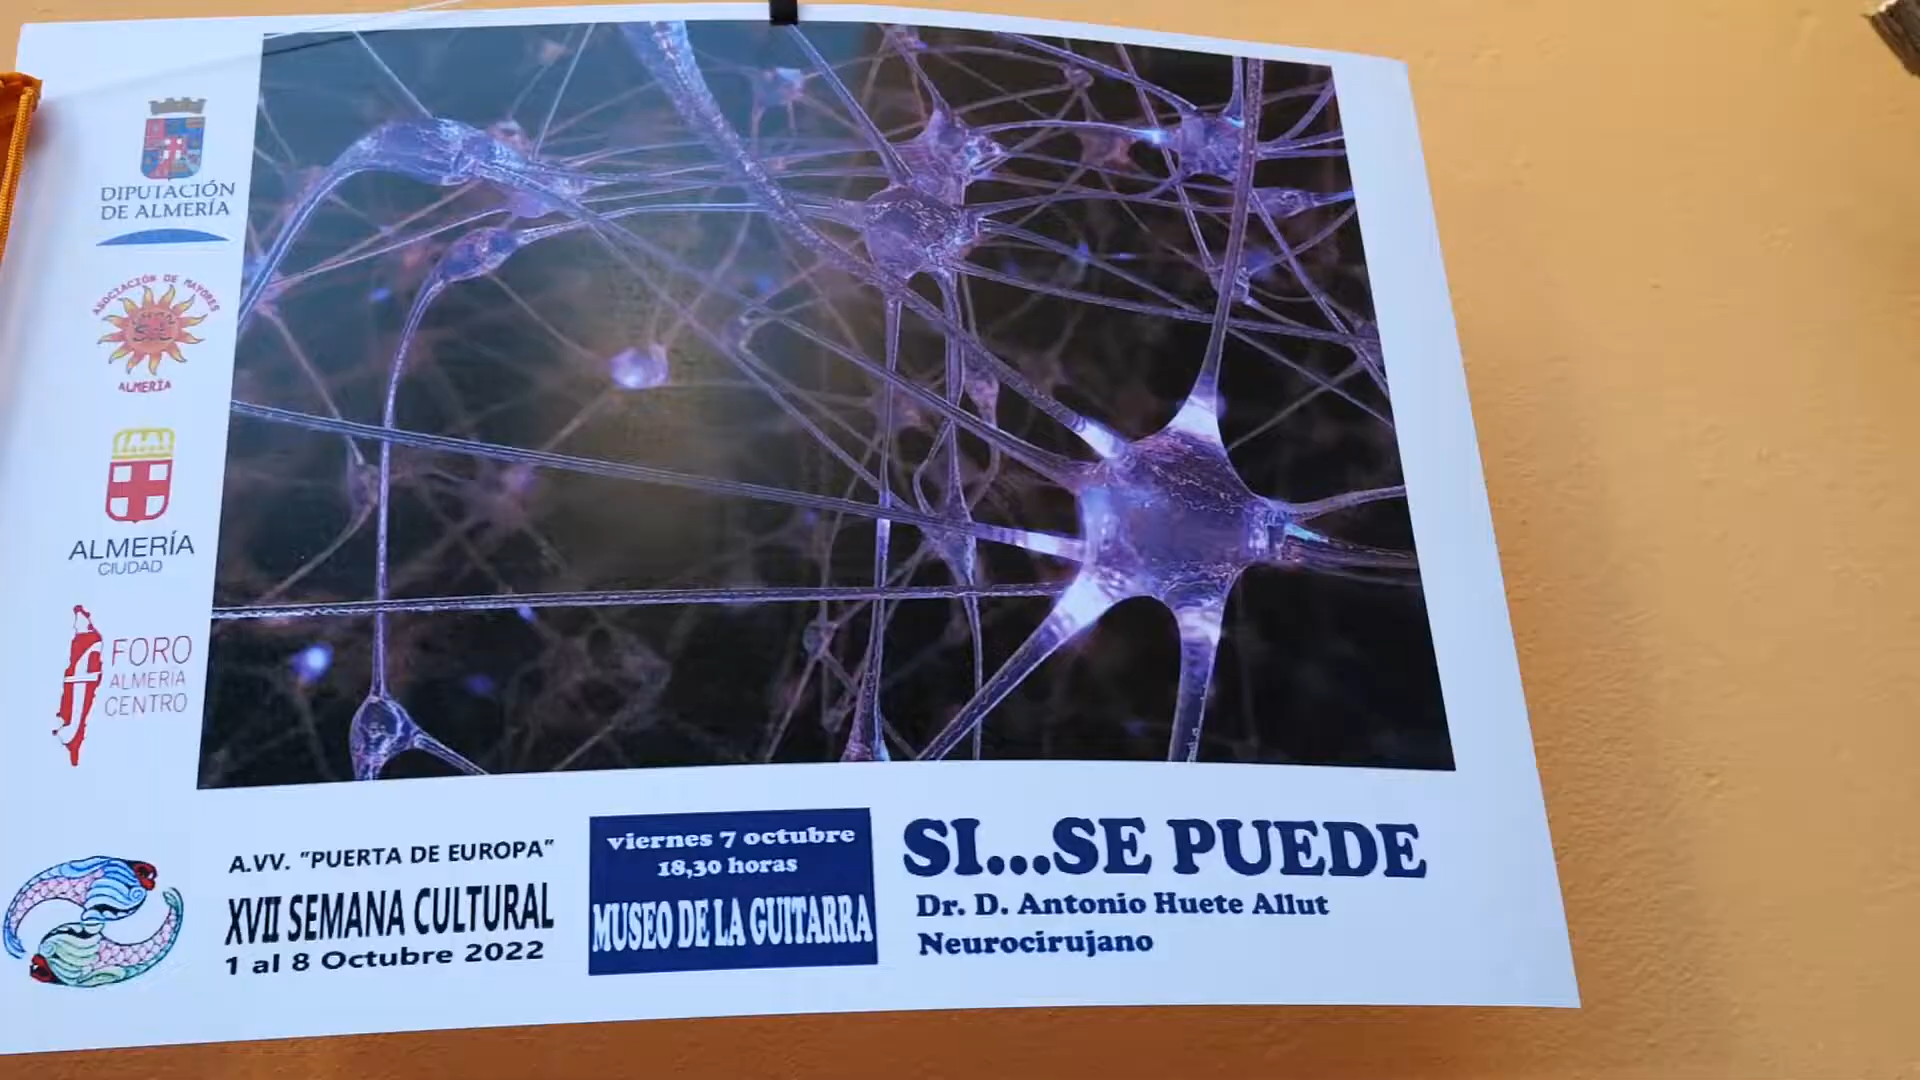 DIPUTACIÓN
DE ALMERÍA
ASOCIACIÓN DE MAYORES
ALMERÍA
ALMERÍA
CIUDAD
FORO
ALMERIA
CENTRO
A.VV. "PUERTA DE EUROPA"
XVII SEMANA CULTURAL
1 al 8 Octubre 2022
viernes 7 octubre
18,30 horas
MUSEO DE LA GUITARRA
SI...SE PUEDE
Dr. D. Antonio Huete Allut
Neurocirujano